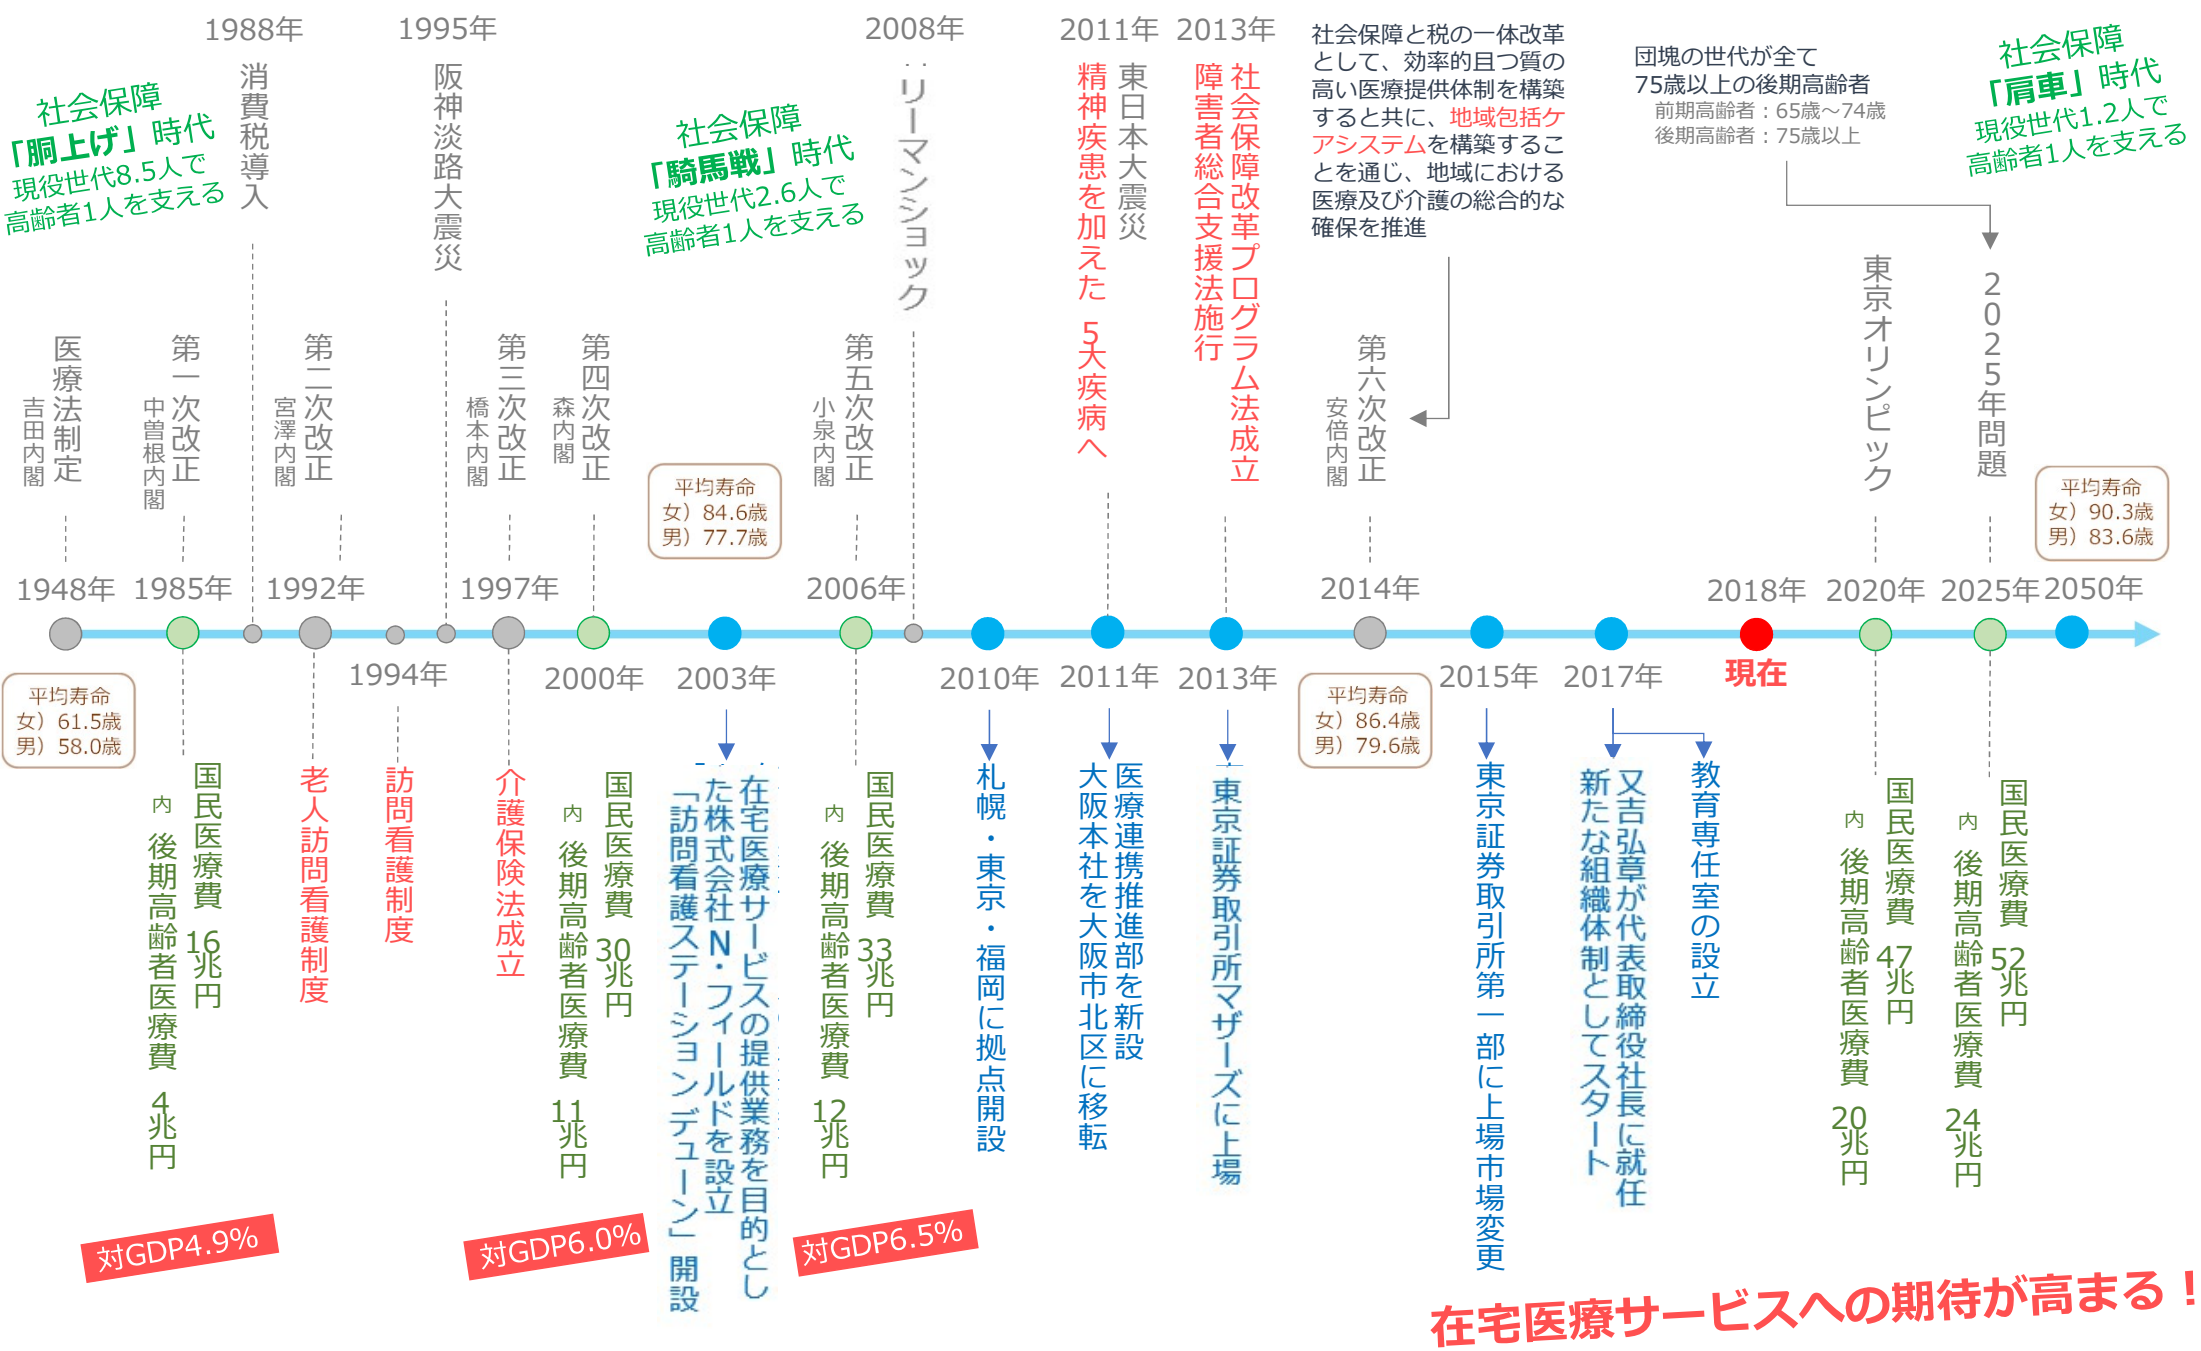 1988年
消費税導入
1995年
阪神淡路大震災
2008年
リーマンショック
2011年
東日本大震災
精神疾患を加えた 5大疾病へ
2013年
社会保障改革プログラム法成立
障害者総合支援法施行
社会保障
「胴上げ」時代
現役世代8.5人で
高齢者1人を支える
社会保障
「騎馬戦」時代
現役世代2.6人で
高齢者1人を支える
社会保障と税の一体改革
として、効率的且つ質の
高い医療提供体制を構築
すると共に、地域包括ケ
アシステムを構築するこ
とを通じ、地域における
医療及び介護の総合的な
確保を推進
団塊の世代が全て
75歳以上の後期高齢者
前期高齢者：65歳～74歳
後期高齢者：75歳以上
社会保障
「肩車」時代
現役世代1.2人で
高齢者1人を支える
医療法制定
吉田内閣
第一次改正
中曽根内閣
第二次改正
宮澤内閣
第三次改正
橋本内閣
第四次改正
森内閣
第五次改正
小泉内閣
第六次改正
安倍内閣
東京オリンピック
2025年問題
平均寿命
女）84.6歳
男）77.7歳
平均寿命
女）90.3歳
男）83.6歳
1948年
1985年
1992年
1997年
2006年
2014年
2018年
2020年
2025年
2050年
1994年
2000年
2003年
2010年
2011年
2013年
2015年
2017年
現在
平均寿命
女）61.5歳
男）58.0歳
平均寿命
女）86.4歳
男）79.6歳
国民医療費 16兆円
内 後期高齢者医療費 4兆円
老人訪問看護制度
訪問看護制度
介護保険法成立
国民医療費 30兆円
内 後期高齢者医療費 11兆円
在宅医療サービスの提供業務を目的とし
た株式会社N・フィールドを設立
「訪問看護ステーション デューン」開設
国民医療費 33兆円
内 後期高齢者医療費 12兆円
札幌・東京・福岡に拠点開設
医療連携推進部を新設
大阪本社を大阪市北区に移転
東京証券取引所マザーズに上場
東京証券取引所第一部に上場市場変更
又吉弘章が代表取締役社長に就任
新たな組織体制としてスタート
教育専任室の設立
国民医療費 47兆円
内 後期高齢者医療費 20兆円
国民医療費 52兆円
内 後期高齢者医療費 24兆円
対GDP4.9%
対GDP6.0%
対GDP6.5%
在宅医療サービスへの期待が高まる！